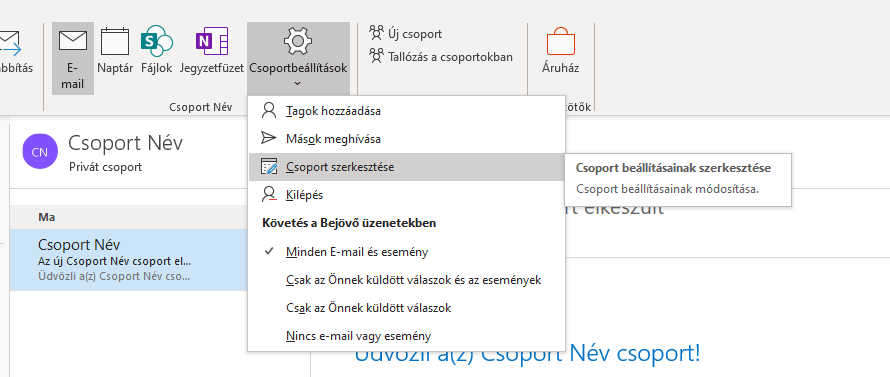 E-
mail
Naptár
Fájlok
Jegyzetfüzet
Csoportbeállítások
Új csoport
Tallózás a csoportokban
Áruház
Csoport Név
CN
Csoport Név
Privát csoport
Ma
Csoport Név
Az új Csoport Név csoport el...
Üdvözli a(z) Csoport Név cso...
Tagok hozzáadása
Mások meghívása
Csoport szerkesztése
Kilépés
Követés a Bejövő üzenetekben
Minden E-mail és esemény
Csak az Önnek küldött válaszok és az események
Csak az Önnek küldött válaszok
Nincs e-mail vagy esemény
Csoport beállításainak szerkesztése
Csoport beállításainak módosítása.
elkészült
Üdvözli a(z) Csoport Név csoport!